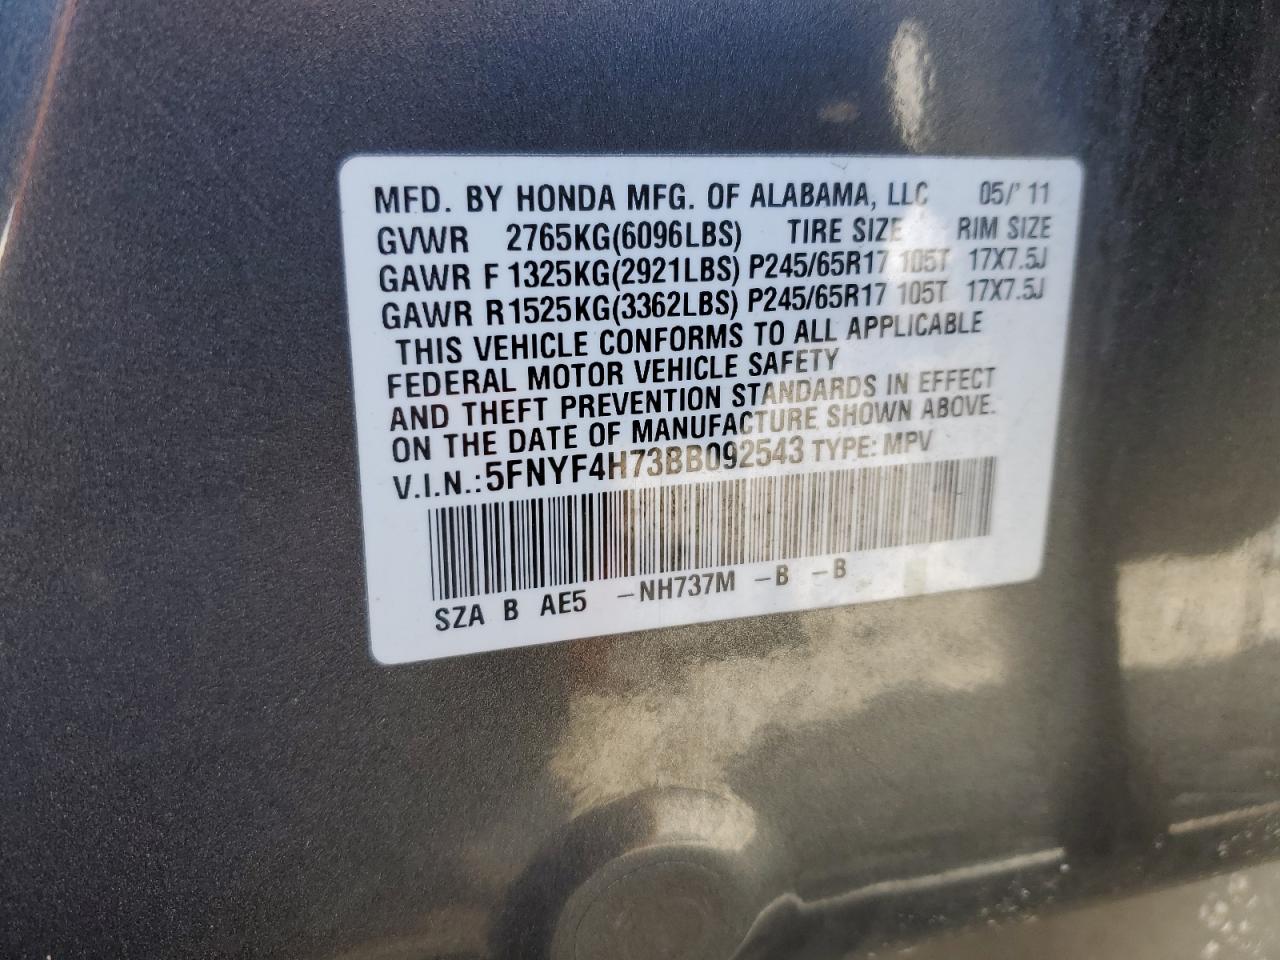 MFD. BY HONDA MFG. OF ALABAMA, LLC 05/' 11
GVWR 2765KG(6096LBS) TIRE SIZE RIM SIZE
GAWR F 1325KG(2921LBS) P245/65R17 105T 17X7.5J
GAWR R 1525KG(3362LBS) P245/65R17 105T 17X7.5J
THIS VEHICLE CONFORMS TO ALL APPLICABLE
FEDERAL MOTOR VEHICLE SAFETY
AND THEFT PREVENTION STANDARDS IN EFFECT
ON THE DATE OF MANUFACTURE SHOWN ABOVE.
V.I.N.: 5FNYF4H73BB092543 TYPE: MPV
SZA B AE5 -NH737M -B -B